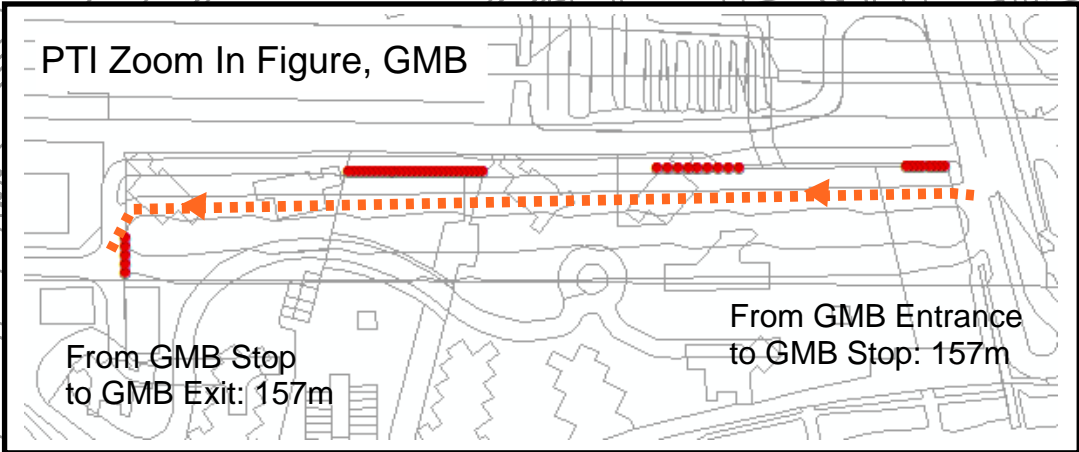 PTI Zoom In Figure, GMB
From GMB Entrance
to GMB Stop: 157m
From GMB Stop
to GMB Exit: 157m